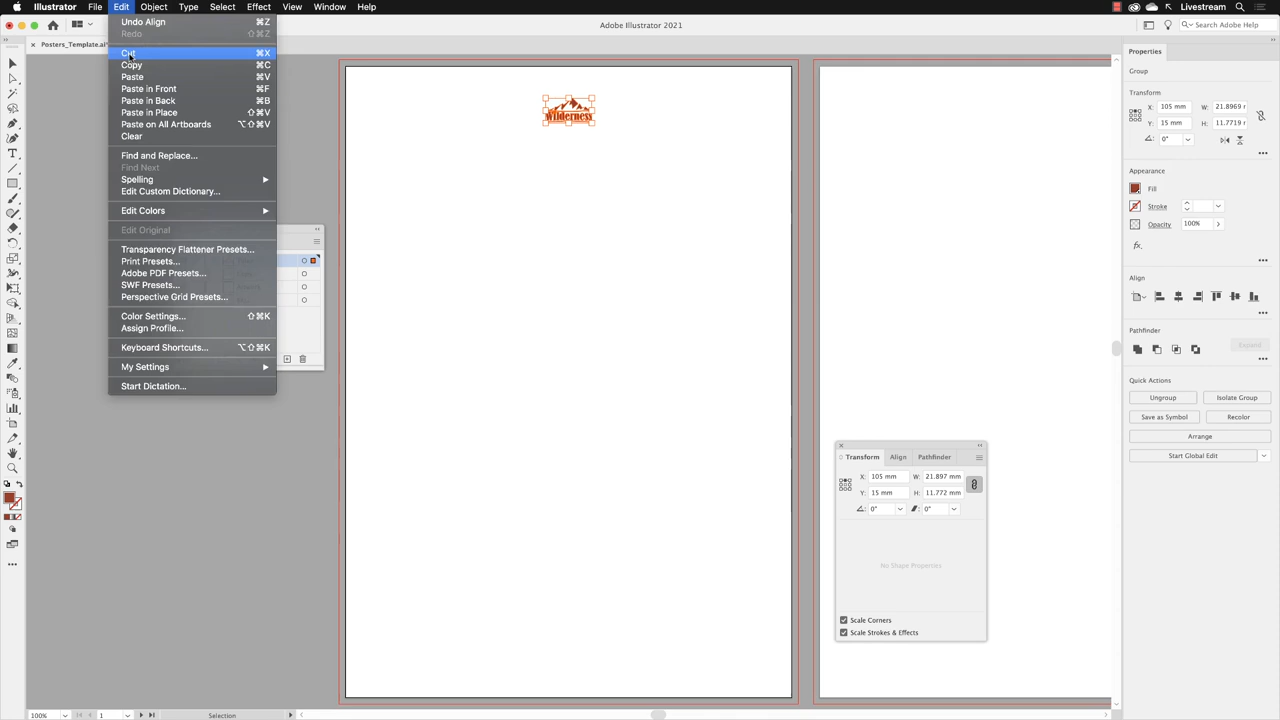 Illustrator File Edit Object Type Select Effect View Window Help Livestream
Adobe Illustrator 2021
Search Adobe Help
Posters_Template.ai*
Undo Align ⌘Z
Redo ⇧⌘Z
Cut ⌘X
Copy ⌘C
Paste ⌘V
Paste in Front ⌘F
Paste in Back ⌘B
Paste in Place ⇧⌘V
Paste on All Artboards ⌥⇧⌘V
Clear
Find and Replace...
Find Next
Spelling
Edit Custom Dictionary...
Edit Colors
Edit Original
Transparency Flattener Presets...
Print Presets...
Adobe PDF Presets...
SWF Presets...
Perspective Grid Presets...
Color Settings... ⇧⌘K
Assign Profile...
Keyboard Shortcuts... ⌥⇧⌘K
My Settings
Start Dictation...
Wilderness
Transform Align Pathfinder
X: 105 mm W: 21.897 mm
Y: 15 mm H: 11.772 mm
0° 0°
No Shape Properties
Scale Corners
Scale Strokes & Effects
Properties
Group
Transform
X: 105 mm W: 21.8969 r
Y: 15 mm H: 11.7719 r
0°
Appearance
Fill
Stroke
Opacity 100%
fx.
Align
Pathfinder
Expand
Quick Actions
Ungroup Isolate Group
Save as Symbol Recolor
Arrange
Start Global Edit
100% 1 Selection